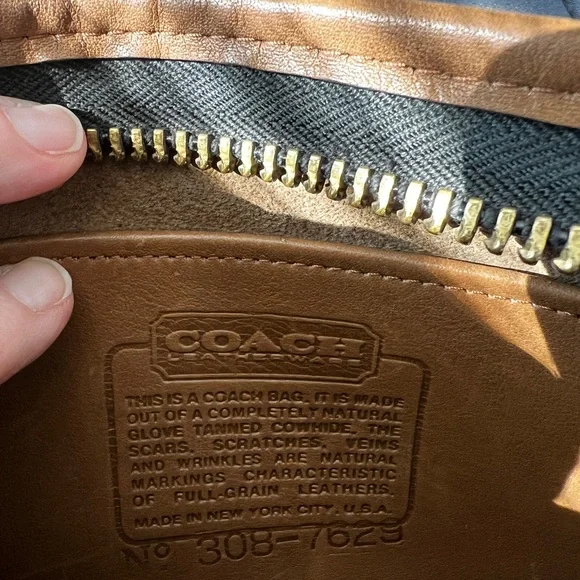 COACH
LEATHERWARE
THIS IS A COACH BAG. IT IS MADE
OUT OF A COMPLETELY NATURAL
GLOVE TANNED COWHIDE. THE
SCARS, SCRATCHES, VEINS
AND WRINKLES ARE NATURAL
MARKINGS CHARACTERISTIC
OF FULL-GRAIN LEATHERS.
MADE IN NEW YORK CITY, U.S.A.
Nº 308-7629